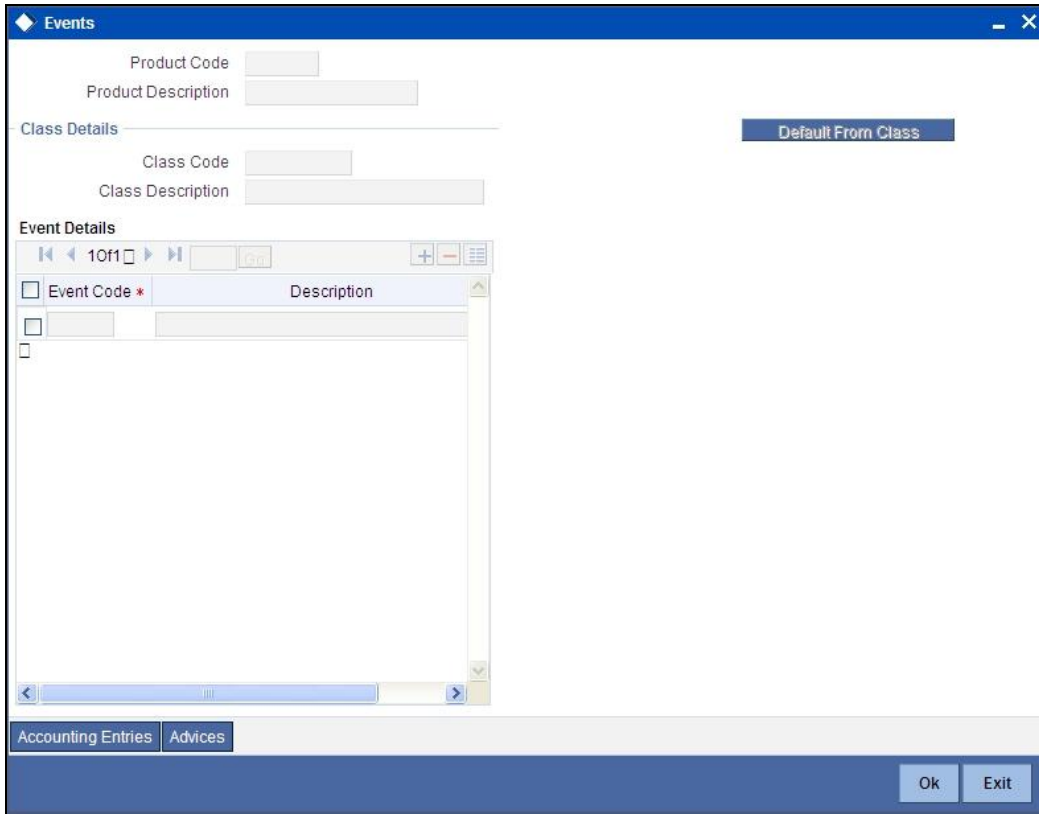 Events
Product Code
Product Description
Class Details
Default From Class
Class Code
Class Description
Event Details
1Of1 Go
Event Code * Description
Accounting Entries Advices
Ok Exit